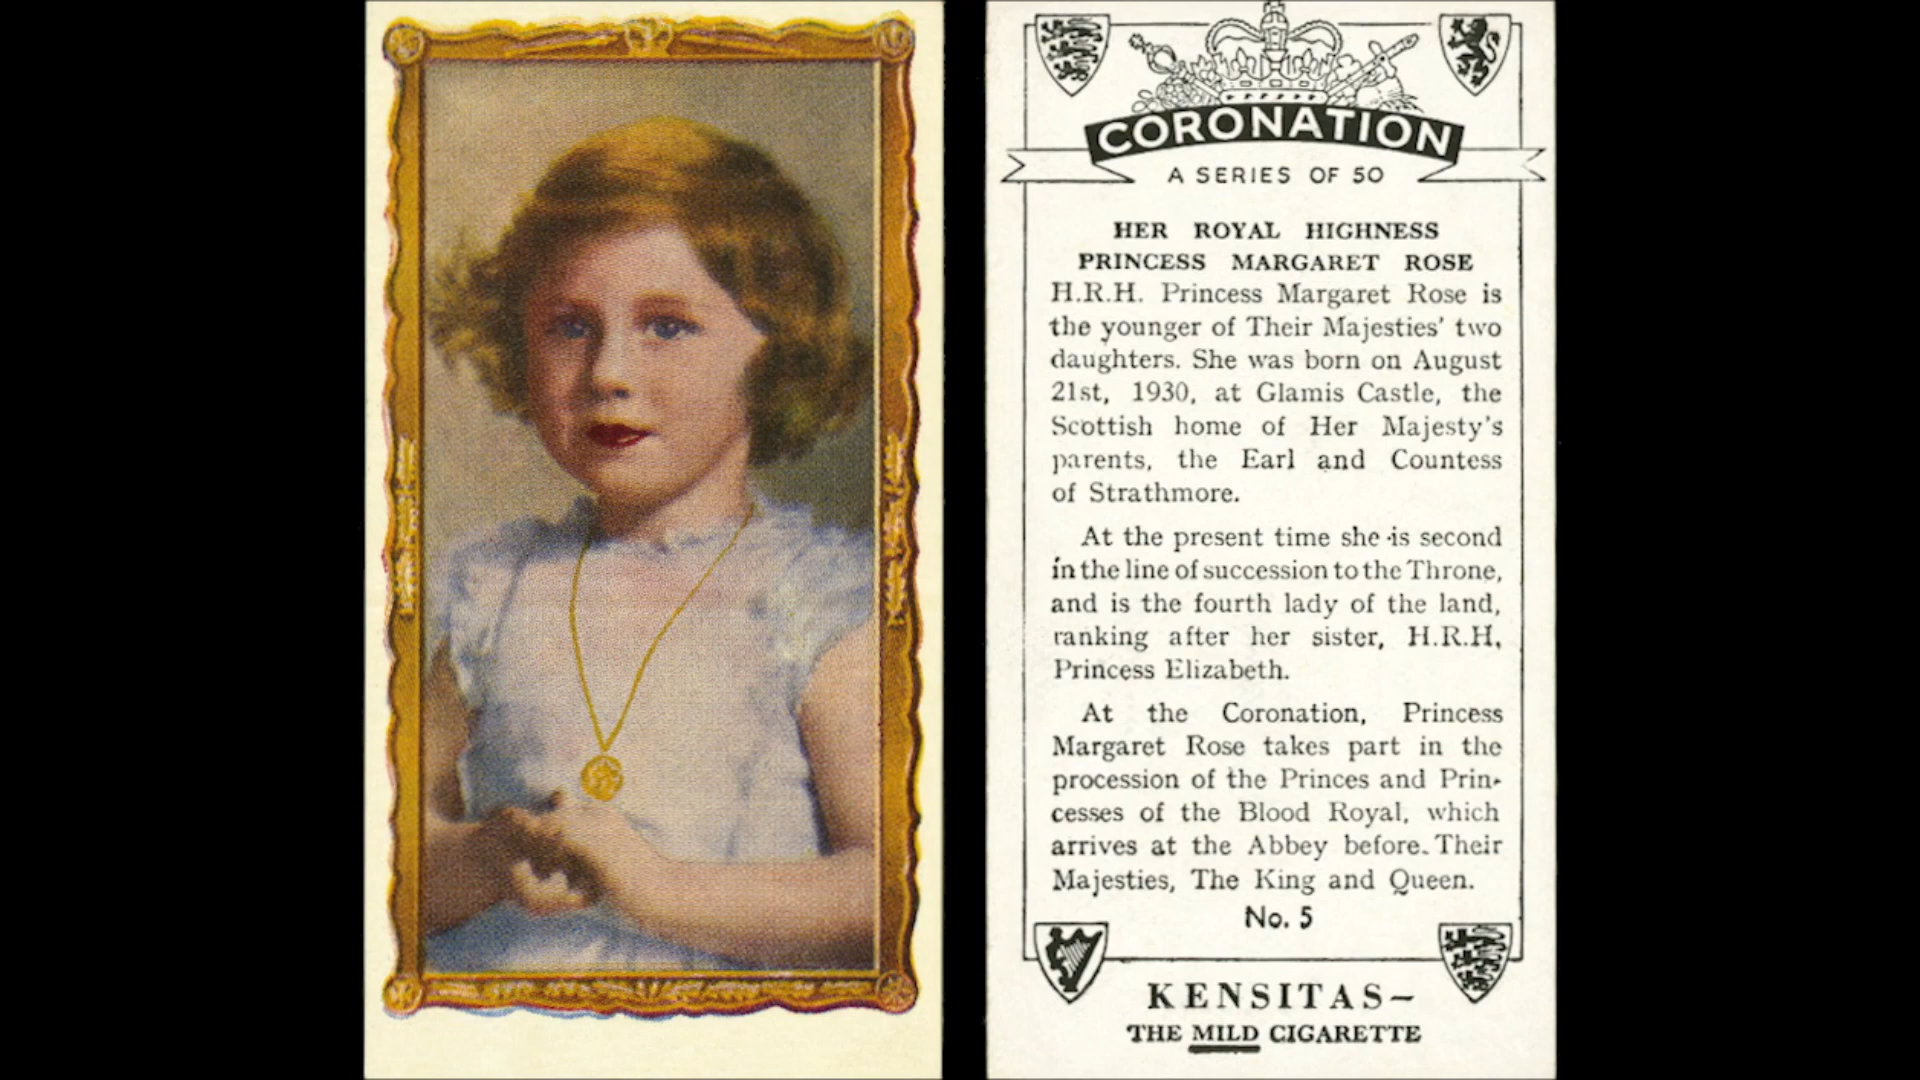 CORONATION
A SERIES OF 50
HER ROYAL HIGHNESS
PRINCESS MARGARET ROSE
H.R.H. Princess Margaret Rose is
the younger of Their Majesties' two
daughters. She was born on August
21st, 1930, at Glamis Castle, the
Scottish home of Her Majesty's
parents, the Earl and Countess
of Strathmore.
At the present time she is second
in the line of succession to the Throne,
and is the fourth lady of the land,
ranking after her sister, H.R.H,
Princess Elizabeth.
At the Coronation, Princess
Margaret Rose takes part in the
procession of the Princes and Prin-
cesses of the Blood Royal, which
arrives at the Abbey before Their
Majesties, The King and Queen.
No. 5
KENSITAS-
THE MILD CIGARETTE